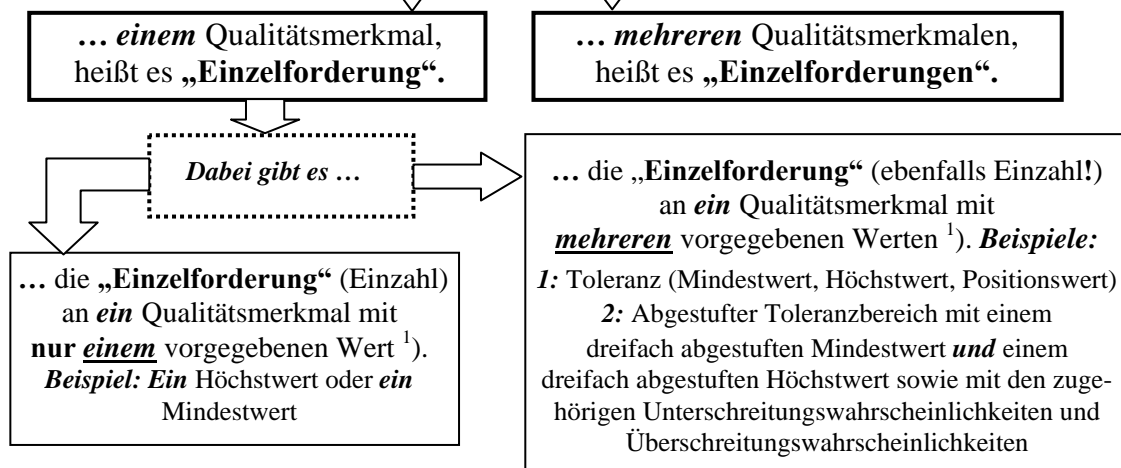 … einem Qualitätsmerkmal,
heißt es „Einzelforderung“.
… mehreren Qualitätsmerkmalen,
heißt es „Einzelforderungen“.
Dabei gibt es …
… die „Einzelforderung“ (Einzahl)
an ein Qualitätsmerkmal mit
nur einem vorgegebenen Wert ¹).
Beispiel: Ein Höchstwert oder ein
Mindestwert
… die „Einzelforderung“ (ebenfalls Einzahl!)
an ein Qualitätsmerkmal mit
mehreren vorgegebenen Werten ¹). Beispiele:
1: Toleranz (Mindestwert, Höchstwert, Positionswert)
2: Abgestufter Toleranzbereich mit einem
dreifach abgestuften Mindestwert und einem
dreifach abgestuften Höchstwert sowie mit den zuge-
hörigen Unterschreitungswahrscheinlichkeiten und
Überschreitungswahrscheinlichkeiten